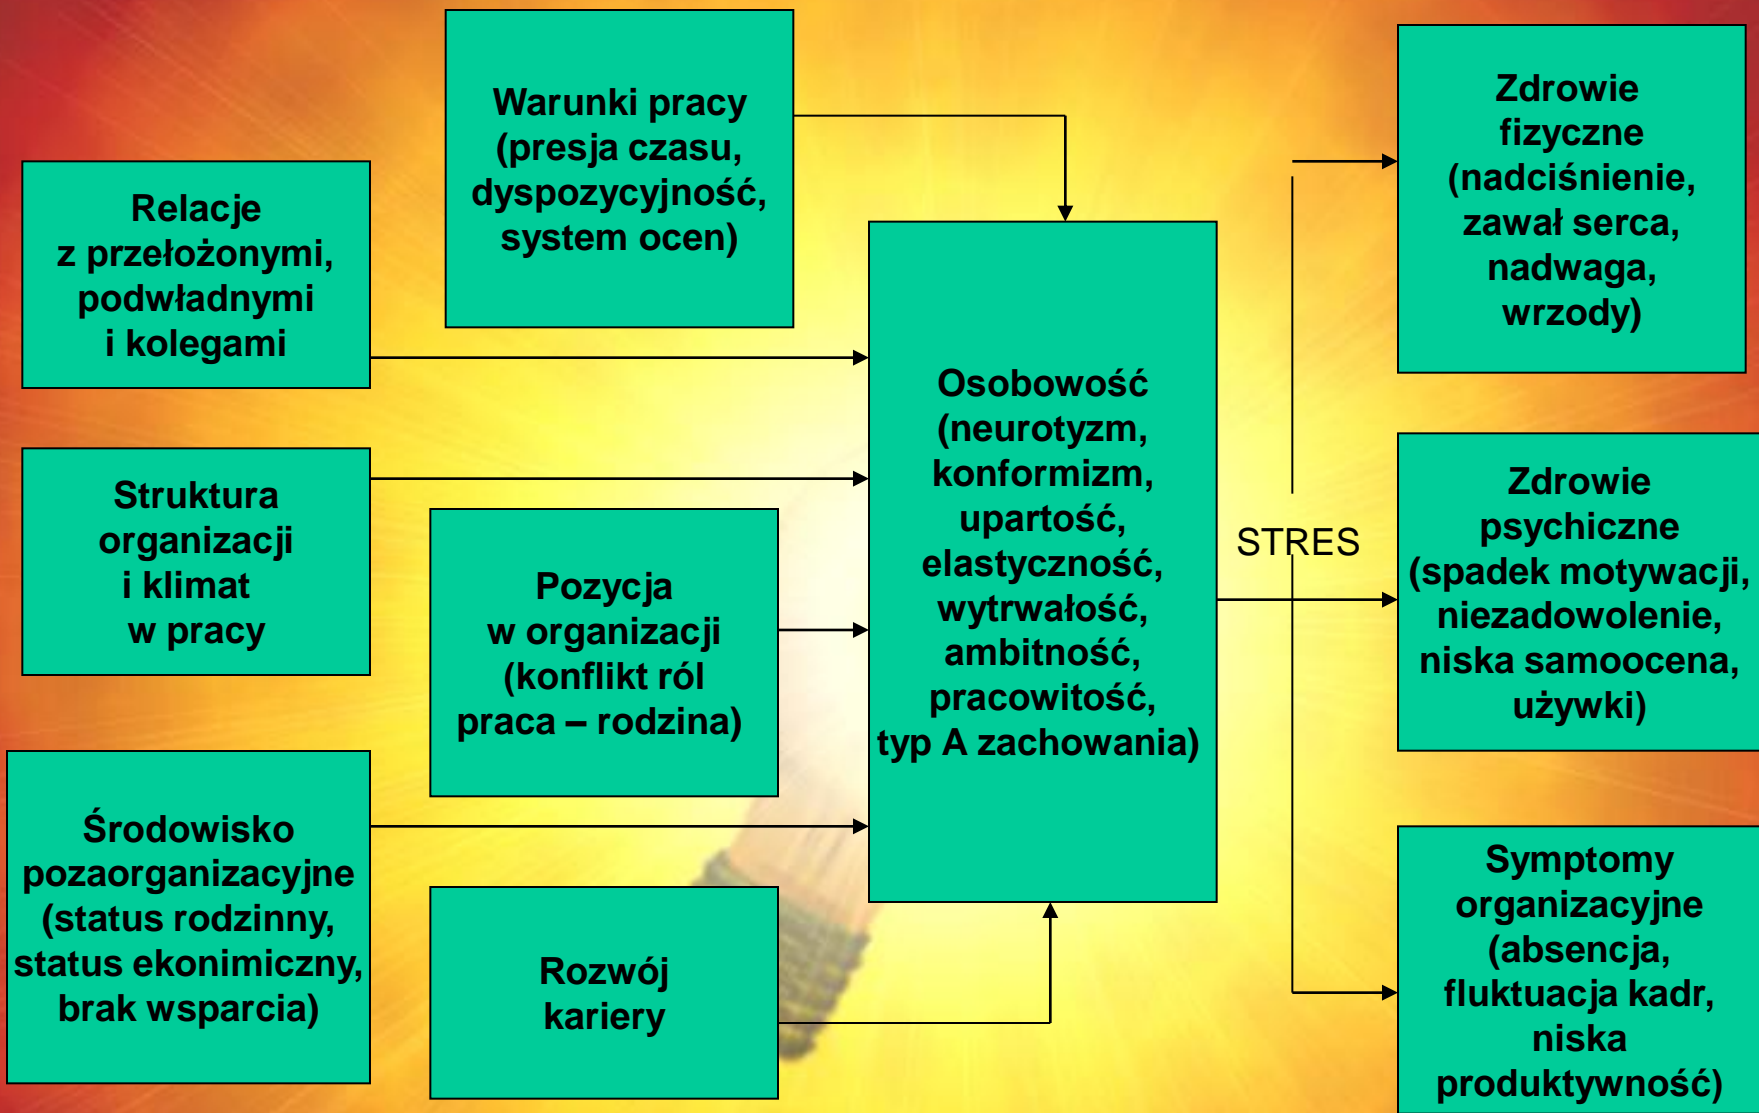 Warunki pracy
(presja czasu,
dyspozycyjność,
system ocen)
Relacje
z przełożonymi,
podwładnymi
i kolegami
Struktura
organizacji
i klimat
w pracy
Pozycja
w organizacji
(konflikt ról
praca – rodzina)
Środowisko
pozaorganizacyjne
(status rodzinny,
status ekonimiczny,
brak wsparcia)
Rozwój
kariery
Osobowość
(neurotyzm,
konformizm,
upartość,
elastyczność,
wytrwałość,
ambitność,
pracowitość,
typ A zachowania)
STRES
Zdrowie
fizyczne
(nadciśnienie,
zawał serca,
nadwaga,
wrzody)
Zdrowie
psychiczne
(spadek motywacji,
niezadowolenie,
niska samoocena,
używki)
Symptomy
organizacyjne
(absencja,
fluktuacja kadr,
niska
produktywność)